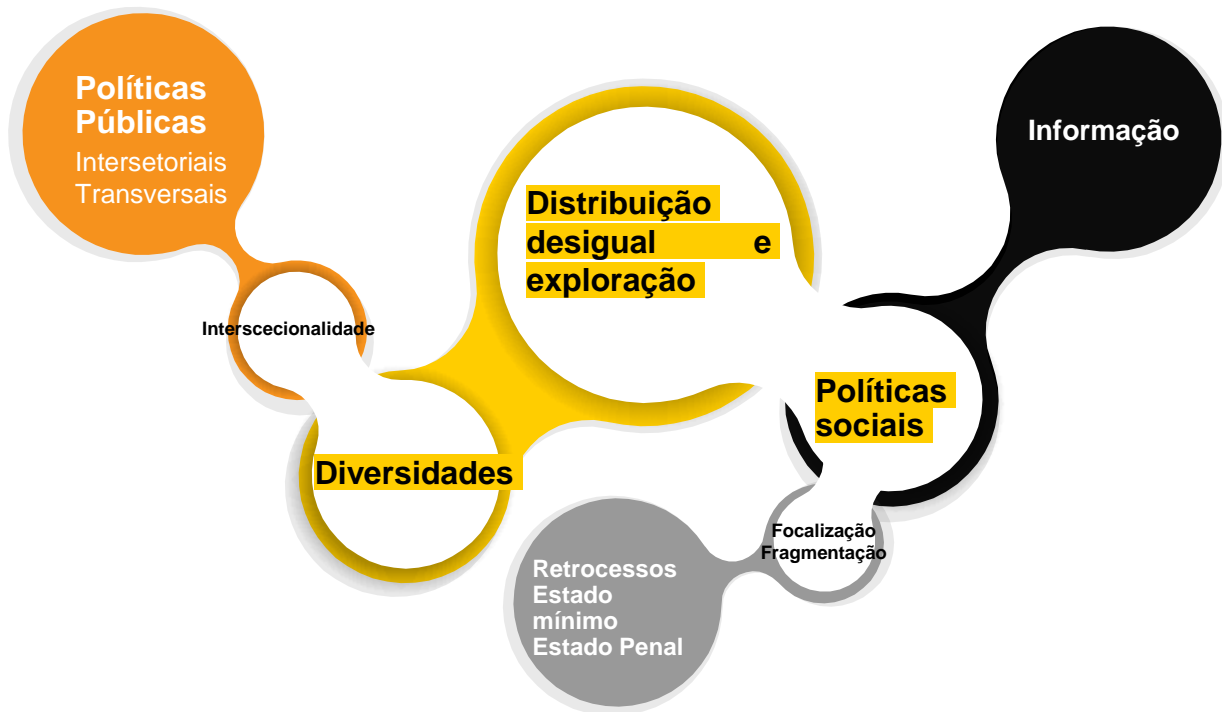 Políticas
Públicas
Intersetoriais
Transversais
Informação
Distribuição
desigual e
exploração
Interscecionalidade
Políticas
sociais
Diversidades
Focalização
Fragmentação
Retrocessos
Estado
mínimo
Estado Penal